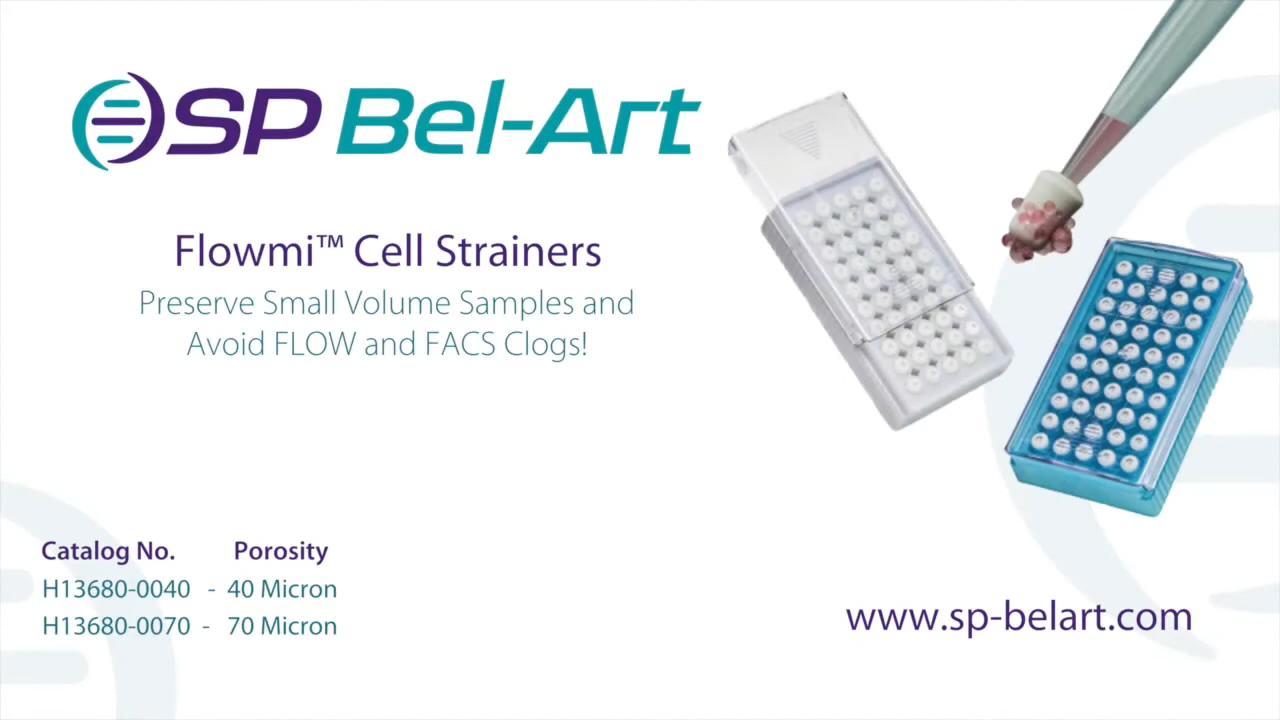 SP Bel-Art
Flowmi™ Cell Strainers
Preserve Small Volume Samples and
Avoid FLOW and FACS Clogs!
Catalog No. Porosity
H13680-0040 - 40 Micron
H13680-0070 - 70 Micron
www.sp-belart.com